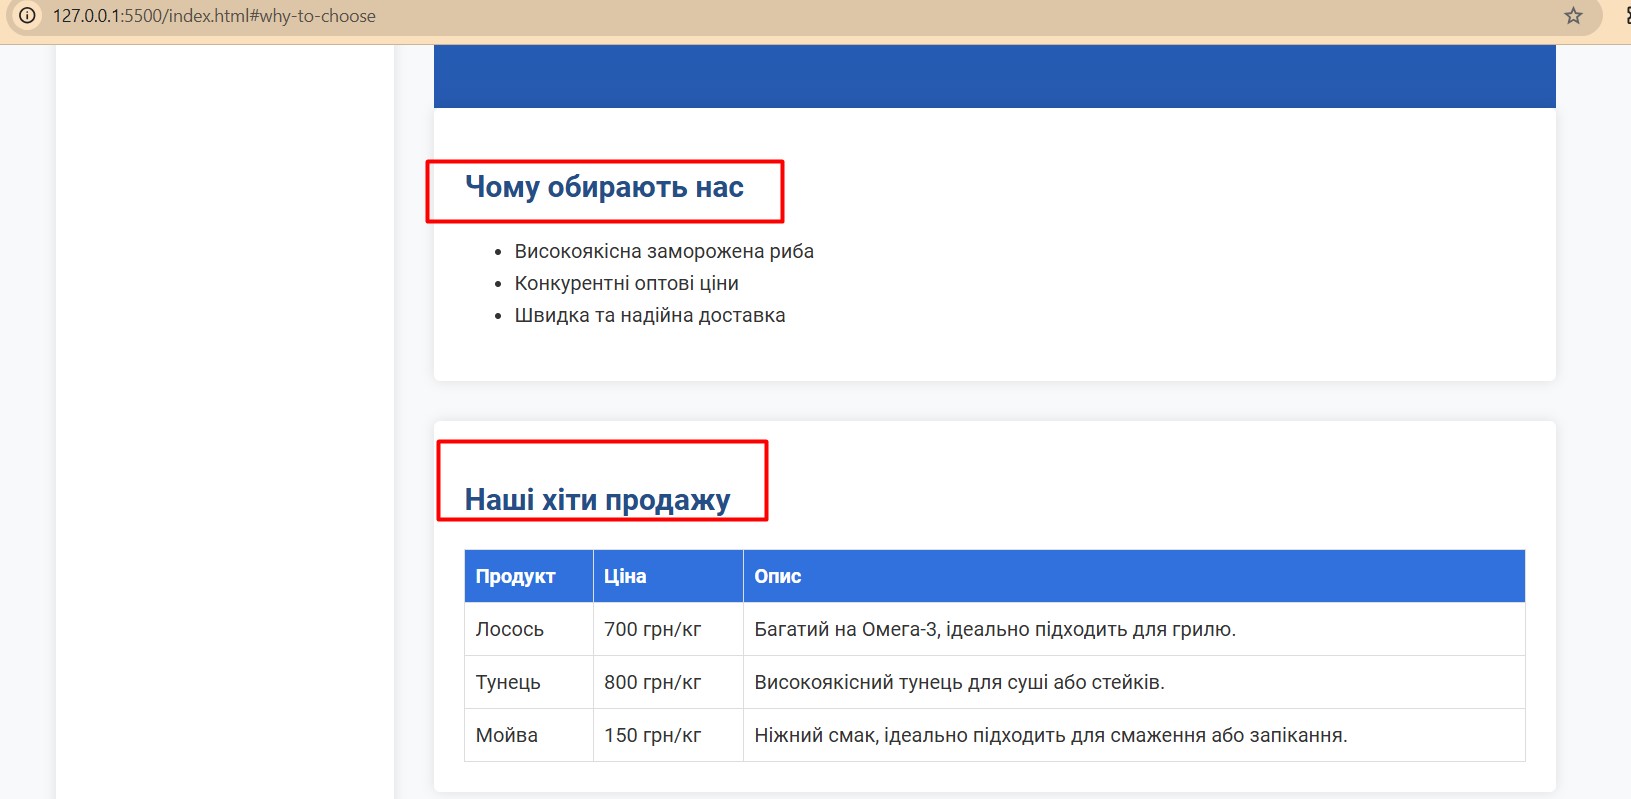 127.0.0.1:5500/index.html#why-to-choose
Чому обирають нас
Високоякісна заморожена риба
Конкурентні оптові ціни
Швидка та надійна доставка
Наші хіти продажу
Продукт Ціна Опис
Лосось 700 грн/кг Багатий на Омега-3, ідеально підходить для грилю.
Тунець 800 грн/кг Високоякісний тунець для суші або стейків.
Мойва 150 грн/кг Ніжний смак, ідеально підходить для смаження або запікання.